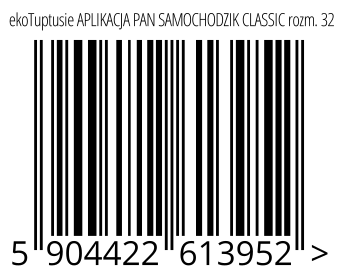 ekoTuptusie APLIKACJA PAN SAMOCHODZIK CLASSIC rozm. 32
5 904422 613952 >